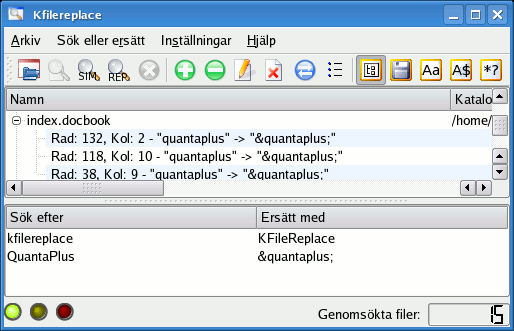 Kfilereplace
Arkiv Sök eller ersätt Inställningar Hjälp
SIM REP Aa A$ *?
Namn Katalo
index.docbook /home/
Rad: 132, Kol: 2 - "quantaplus" -> "&quantaplus;"
Rad: 118, Kol: 10 - "quantaplus" -> "&quantaplus;"
Rad: 38, Kol: 9 - "quantaplus" -> "&quantaplus;"
Sök efter Ersätt med
kfilereplace KFileReplace
QuantaPlus &quantaplus;
Genomsökta filer: 15